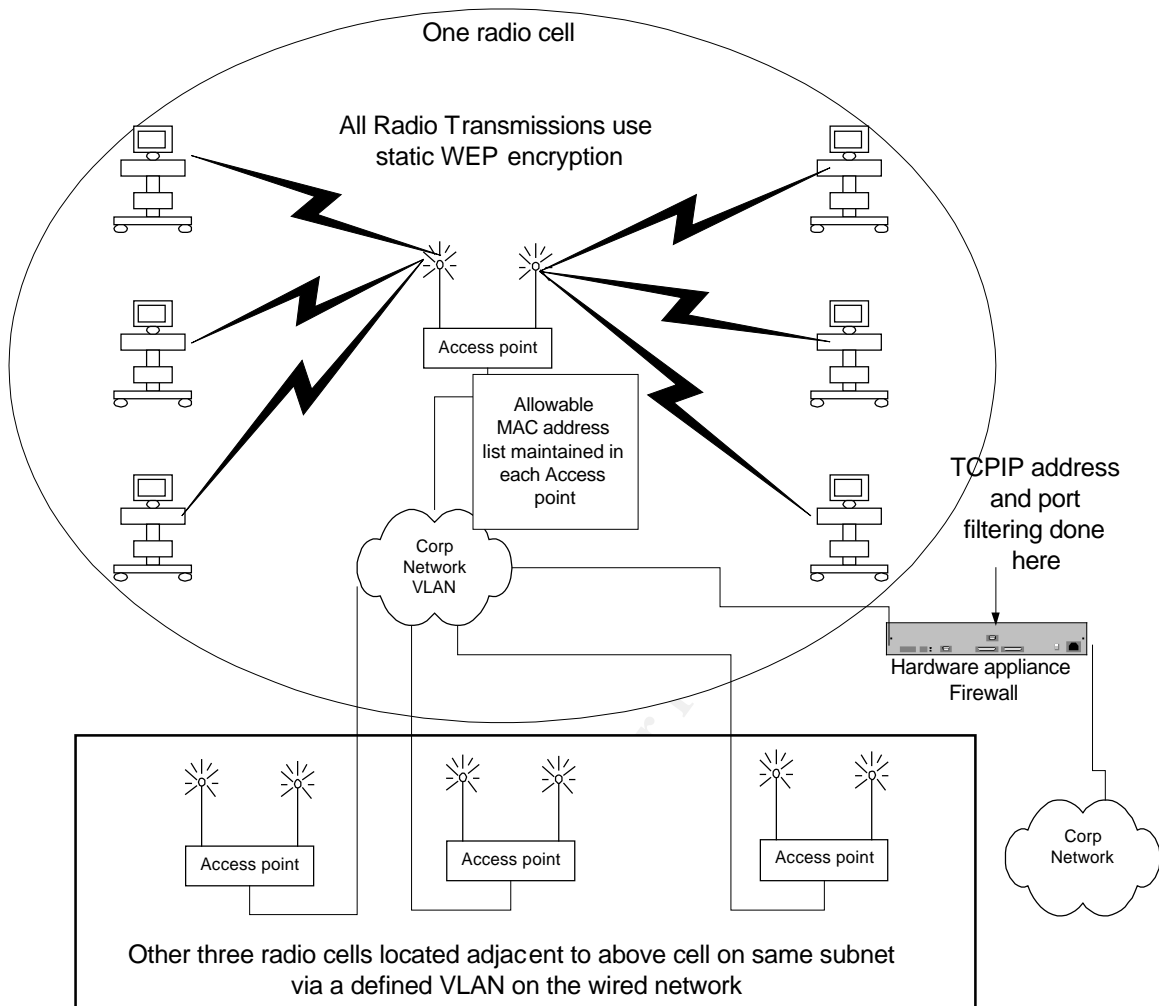 One radio cell
All Radio Transmissions use
static WEP encryption
Access point
Allowable
MAC address
list maintained in
each Access
point
TCPIP address
and port
filtering done
here
Corp
Network
VLAN
Hardware appliance
Firewall
Access point
Access point
Access point
Corp
Network
Other three radio cells located adjacent to above cell on same subnet
via a defined VLAN on the wired network